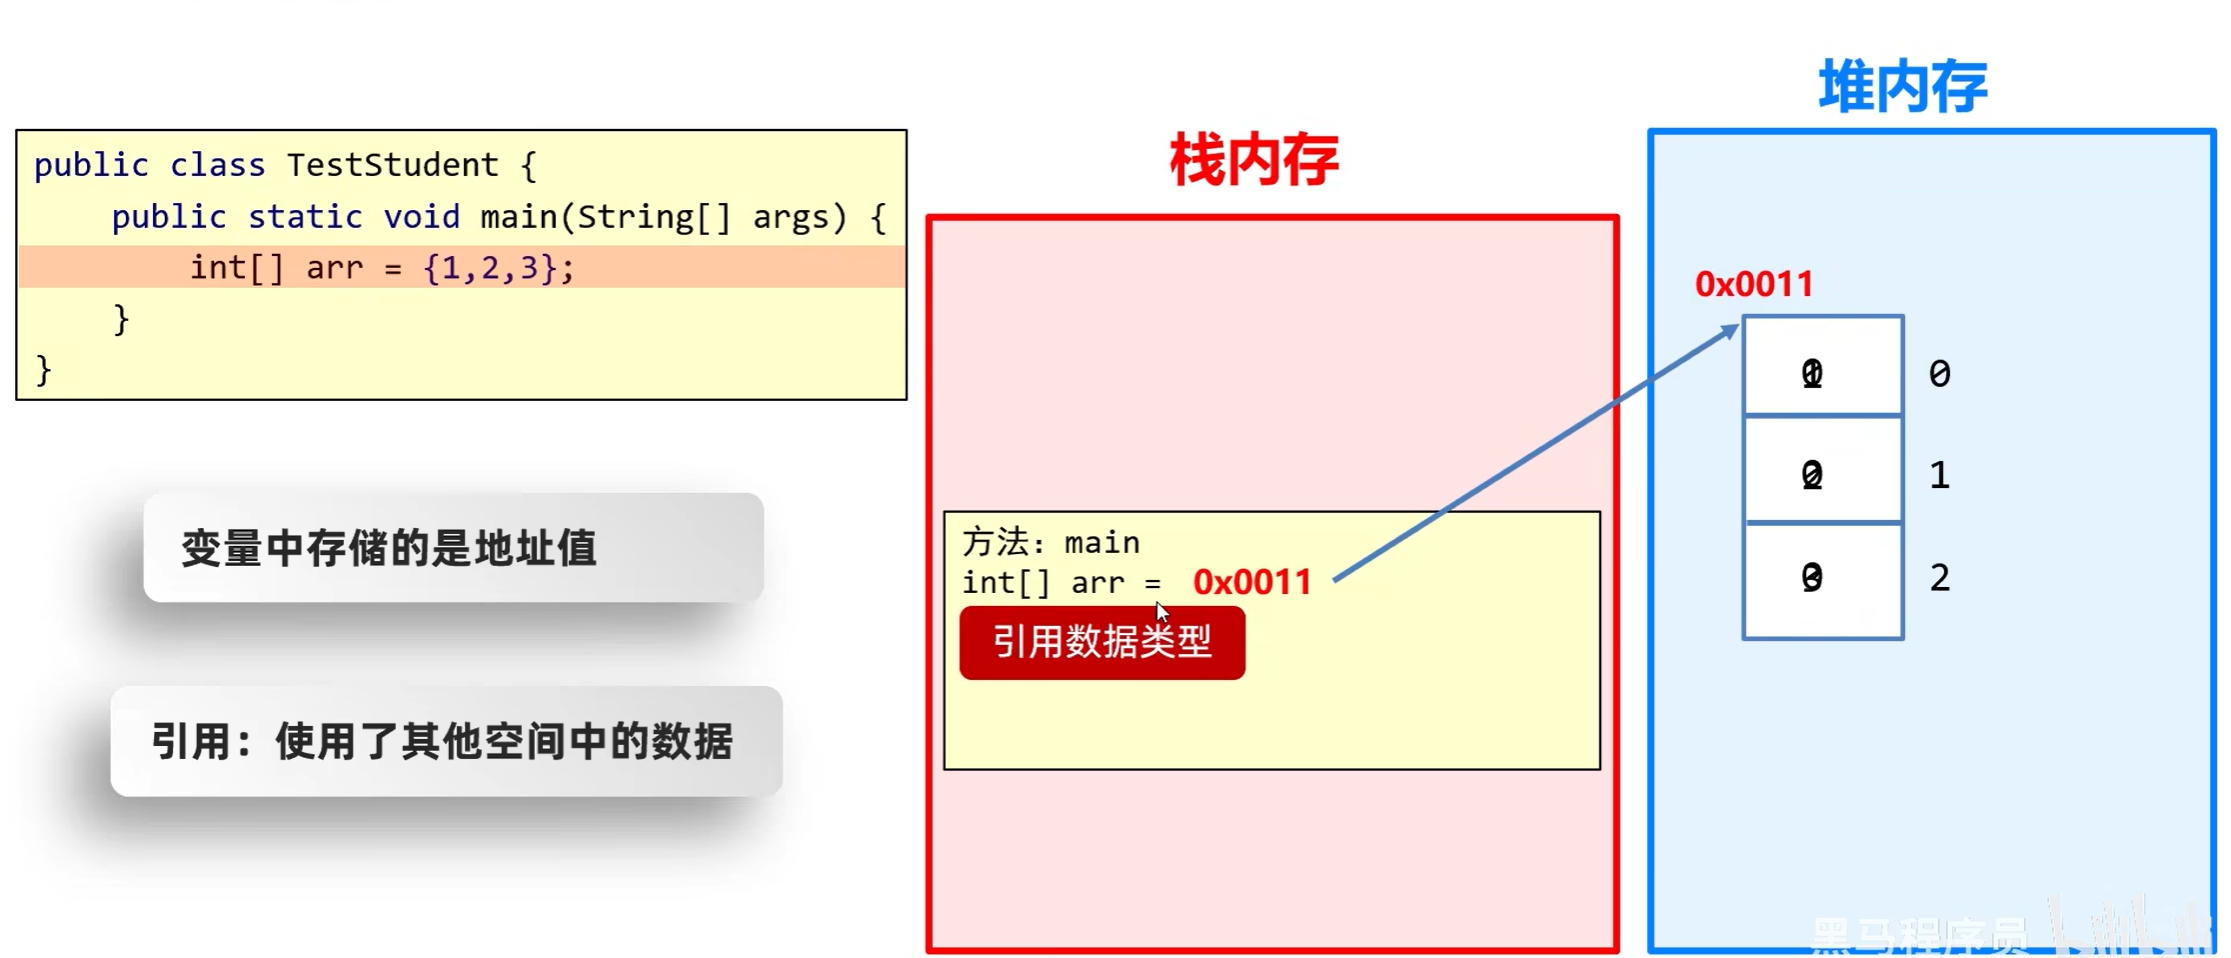 public class TestStudent {
public static void main(String[] args) {
int[] arr = {1,2,3};
}
}
变量中存储的是地址值
引用：使用了其他空间中的数据
栈内存
方法：main
int[] arr = 0x0011
引用数据类型
堆内存
0x0011
0
1
2
黑马程序员